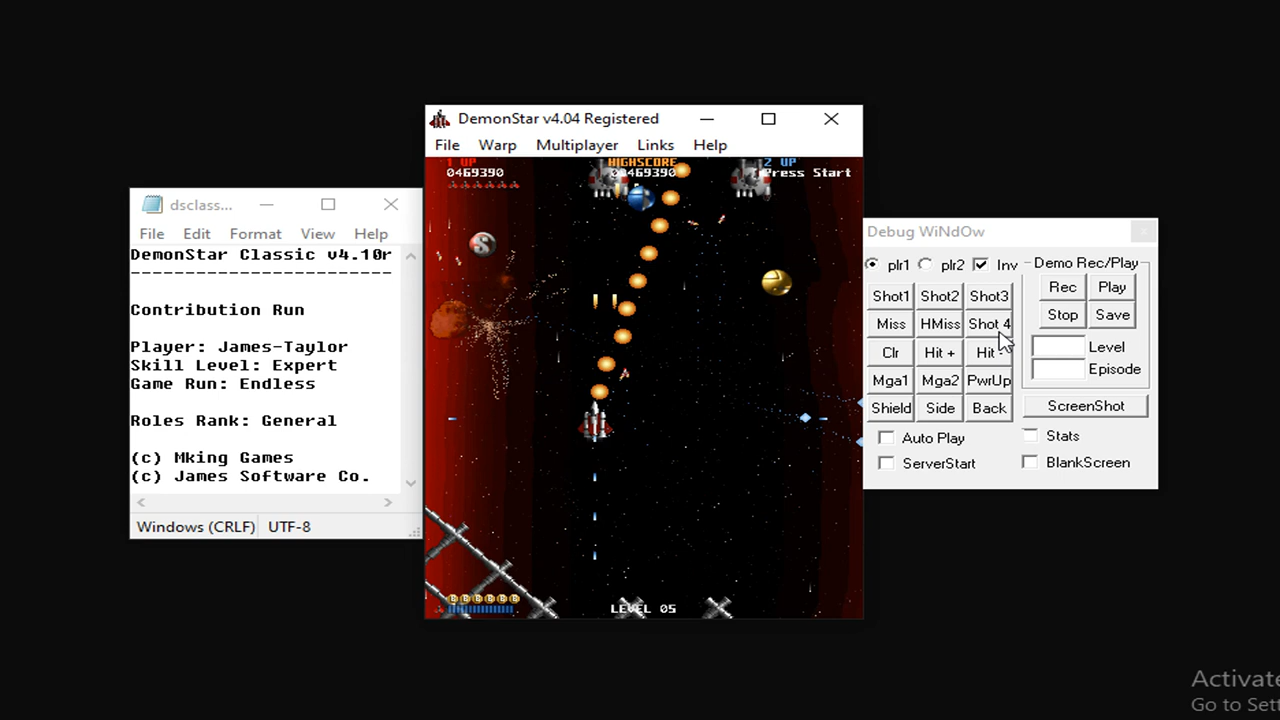 dsclass...
File Edit Format View Help
DemonStar Classic v4.10r
------------------------
Contribution Run
Player: James-Taylor
Skill Level: Expert
Game Run: Endless
Roles Rank: General
(c) Mking Games
(c) James Software Co.
Windows (CRLF) UTF-8
DemonStar v4.04 Registered
File Warp Multiplayer Links Help
1 UP HIGHSCORE 2 UP
0469390 00469390 Press Start
S
B B B B B B
LEVEL 05
Debug WiNdOw
plr1 plr2 Inv
Shot1 Shot2 Shot3
Miss HMiss Shot 4
Clr Hit + Hit -
Mga1 Mga2 PwrUp
Shield Side Back
Auto Play
ServerStart
Demo Rec/Play
Rec Play
Stop Save
Level
Episode
ScreenShot
Stats
BlankScreen
Activate
Go to Sett